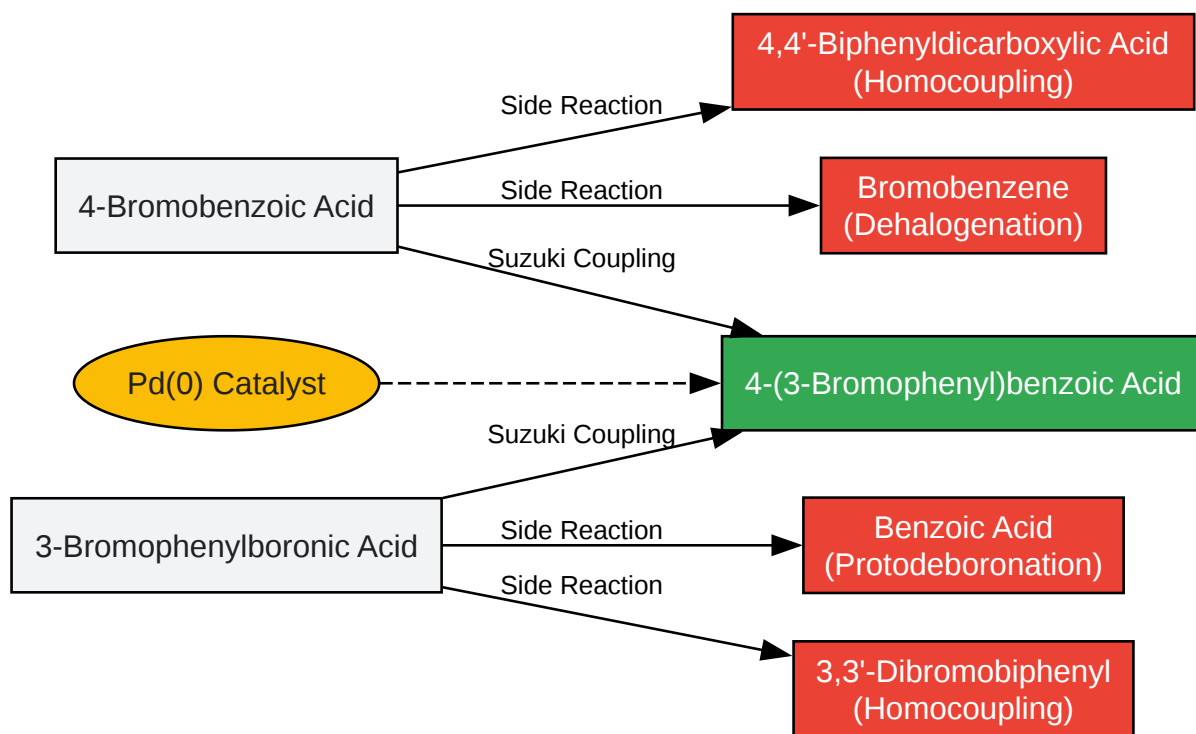 4,4'-Biphenyldicarboxylic Acid
(Homocoupling)
Side Reaction
4-Bromobenzoic Acid
Side Reaction
Bromobenzene
(Dehalogenation)
Suzuki Coupling
Pd(0) Catalyst
4-(3-Bromophenyl)benzoic Acid
Suzuki Coupling
3-Bromophenylboronic Acid
Side Reaction
Benzoic Acid
(Protodeboronation)
Side Reaction
3,3'-Dibromobiphenyl
(Homocoupling)